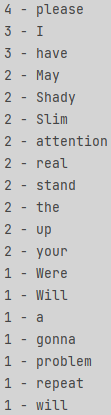 4 - please
3 - I
3 - have
2 - May
2 - Shady
2 - Slim
2 - attention
2 - real
2 - stand
2 - the
2 - up
2 - your
1 - Were
1 - Will
1 - a
1 - gonna
1 - problem
1 - repeat
1 - will